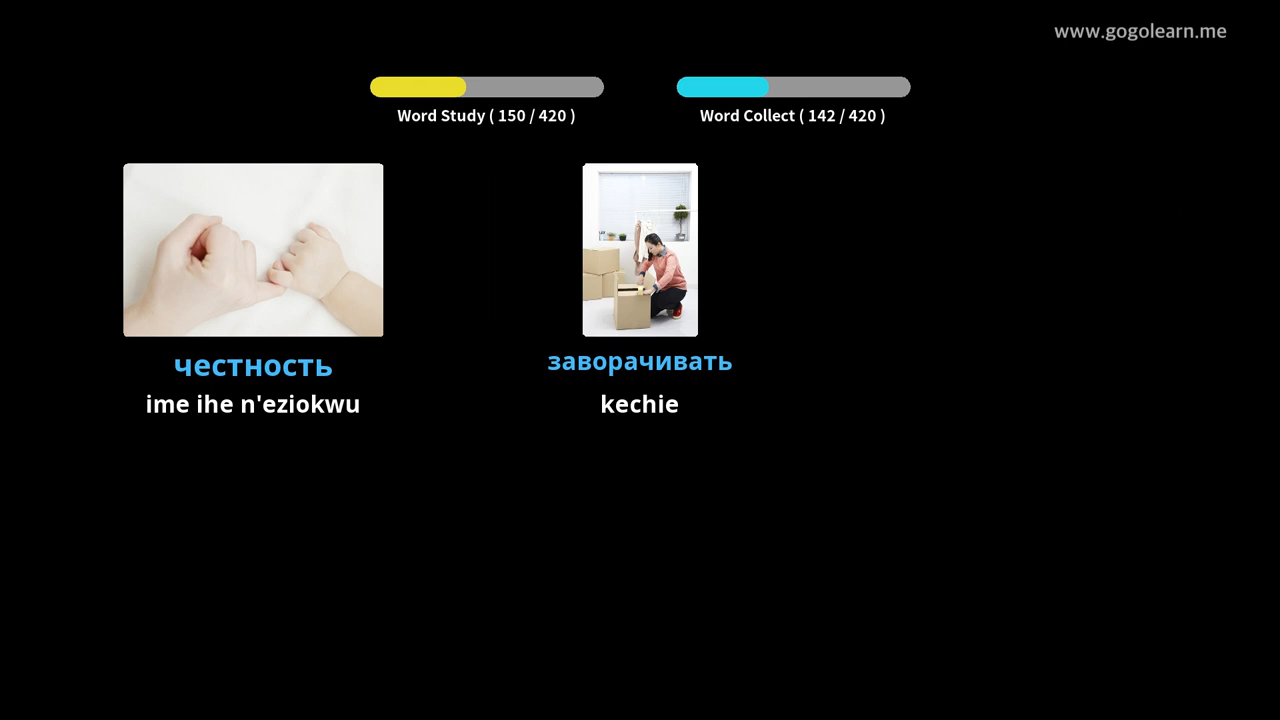 www.gogolearn.me
Word Study ( 150 / 420 )
Word Collect ( 142 / 420 )
честность
ime ihe n'eziokwu
заворачивать
kechie